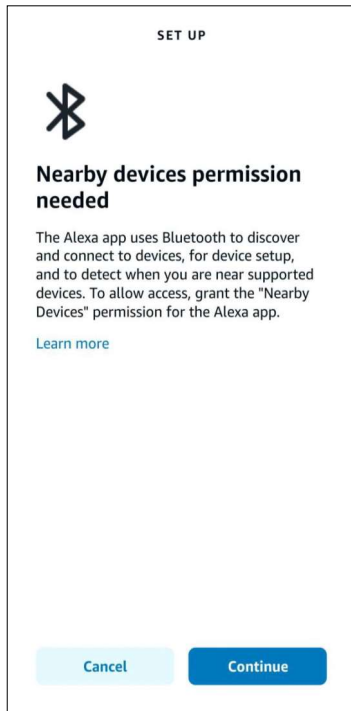 SET UP
Nearby devices permission
needed
The Alexa app uses Bluetooth to discover
and connect to devices, for device setup,
and to detect when you are near supported
devices. To allow access, grant the "Nearby
Devices" permission for the Alexa app.
Learn more
Cancel Continue